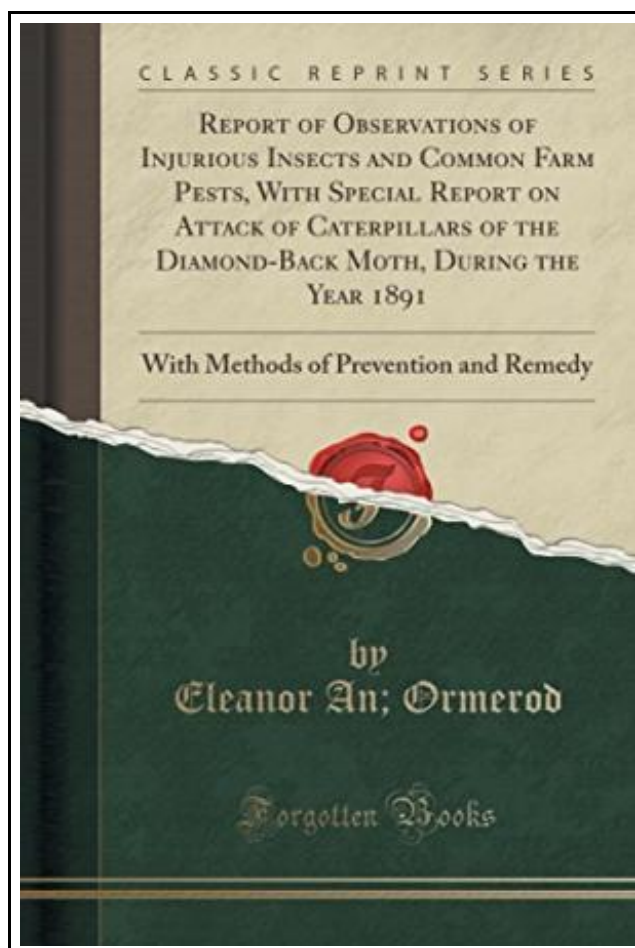 CLASSIC REPRINT SERIES
REPORT OF OBSERVATIONS OF
INJURIOUS INSECTS AND COMMON FARM
PESTS, WITH SPECIAL REPORT ON
ATTACK OF CATERPILLARS OF THE
DIAMOND-BACK MOTH, DURING THE
YEAR 1891
With Methods of Prevention and Remedy
by
Eleanor An; Ormerod
Forgotten Books